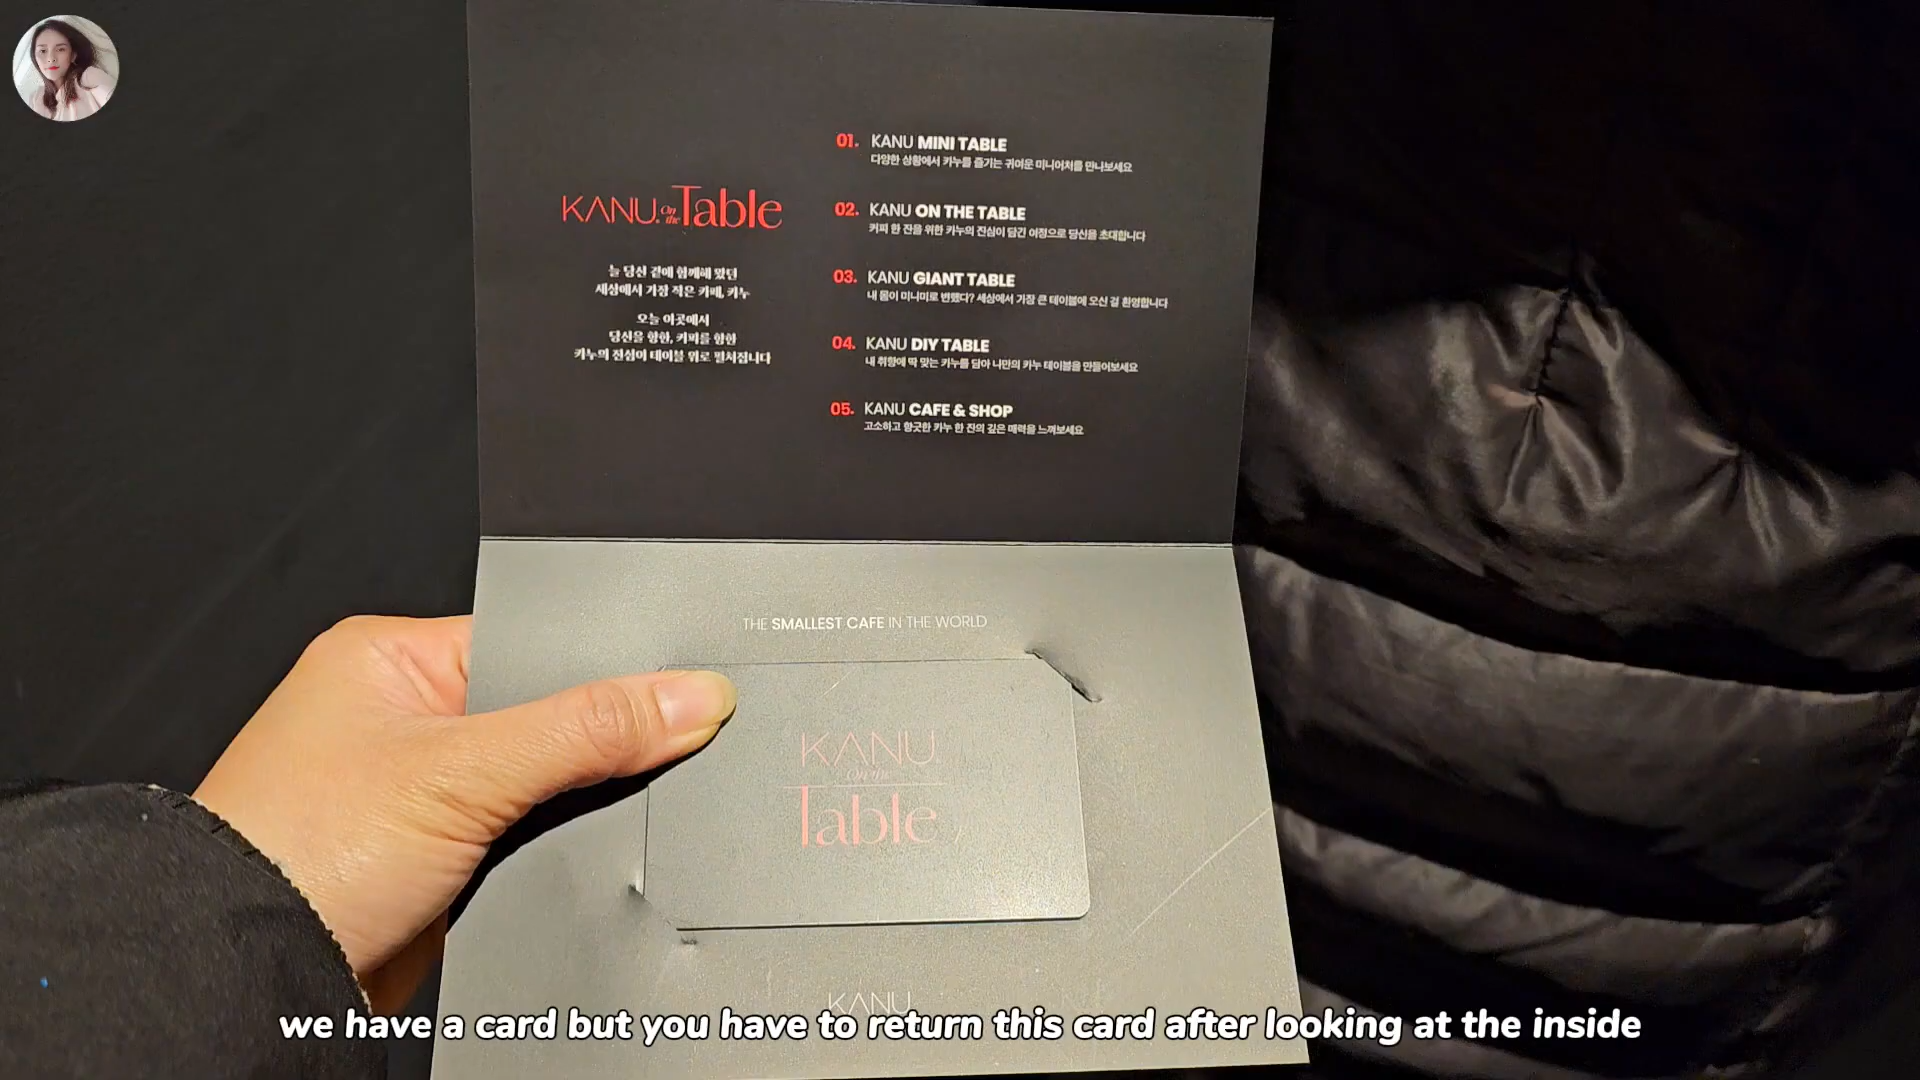 KANU. On the Table
늘 당신 곁에 함께해 왔던
세상에서 가장 작은 카페, 카누
오늘 이곳에서
당신을 향한, 커피를 향한
카누의 진심이 테이블 위로 펼쳐집니다
01. KANU MINI TABLE
다양한 상황에서 카누를 즐기는 귀여운 미니어처를 만나보세요
02. KANU ON THE TABLE
커피 한 잔을 위한 카누의 진심이 담긴 여정으로 당신을 초대합니다
03. KANU GIANT TABLE
내 몸이 미니미로 변했다? 세상에서 가장 큰 테이블에 오신 걸 환영합니다
04. KANU DIY TABLE
내 취향에 딱 맞는 카누를 담아 나만의 카누 테이블을 만들어보세요
05. KANU CAFE & SHOP
고소하고 향긋한 카누 한 잔의 깊은 매력을 느껴보세요
THE SMALLEST CAFE IN THE WORLD
KANU.
On the
Table
KANU.
we have a card but you have to return this card after looking at the inside